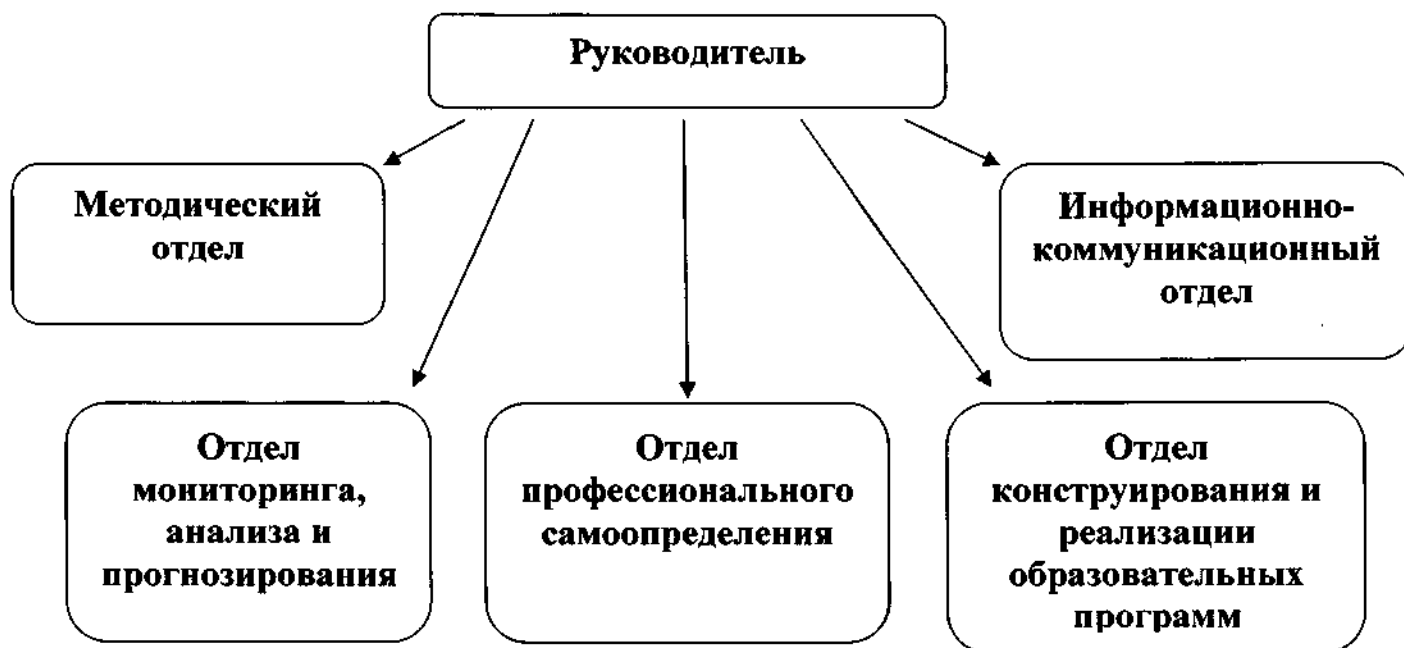 Руководитель
Методический
отдел
Информационно-
коммуникационный
отдел
Отдел
мониторинга,
анализа и
прогнозирования
Отдел
профессионального
самоопределения
Отдел
конструирования и
реализации
образовательных
программ